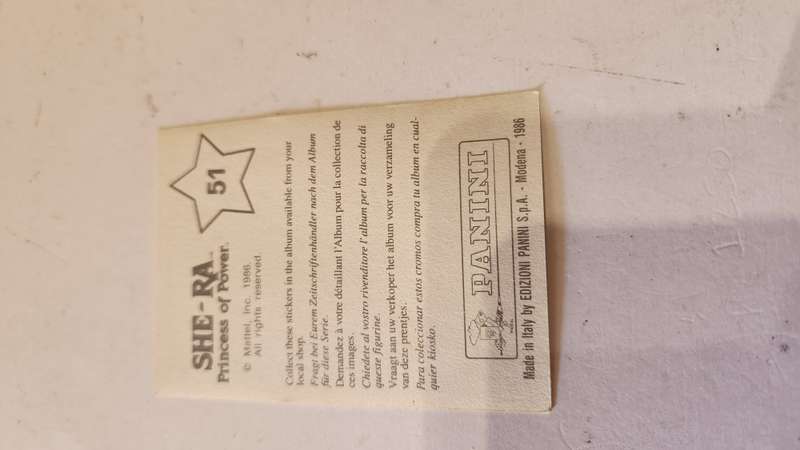 SHE-RA™
Princess of Power.
51
© Mattel, Inc. 1986.
All rights reserved.
Collect these stickers in the album available from your
local shop.
Fragt bei Eurem Zeitschriftenhändler nach dem Album
für diese Serie.
Demandez à votre détaillant l'Album pour la collection de
ces images.
Chiedete al vostro rivenditore l'album per la raccolta di
queste figurine.
Vraagt aan uw verkoper het album voor uw verzameling
van deze prentjes.
Para coleccionar estos cromos compra tu album en cual-
quier kiosko.
PANINI
Made in Italy by EDIZIONI PANINI S.p.A. - Modena - 1986